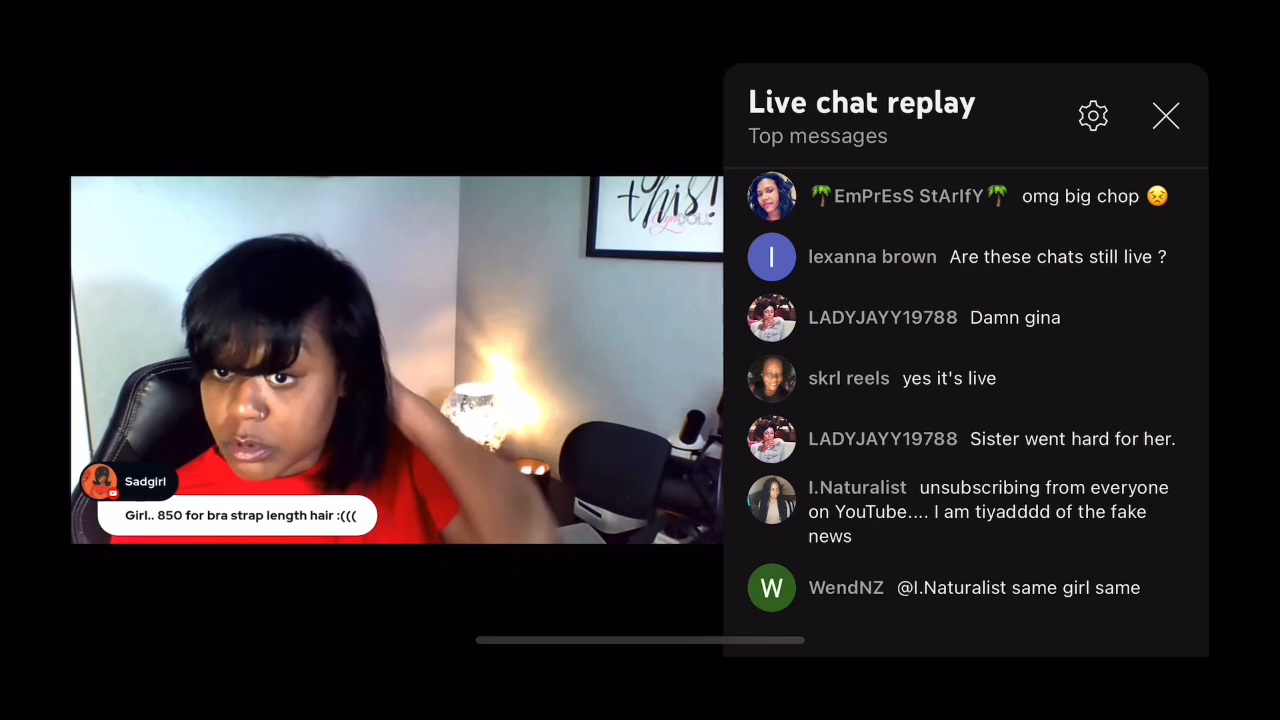 Live chat replay
Top messages
🌴EmPrEsS StArIfY🌴 omg big chop 😣
I
lexanna brown Are these chats still live ?
LADYJAYY19788 Damn gina
skrl reels yes it's live
LADYJAYY19788 Sister went hard for her.
I.Naturalist unsubscribing from everyone
on YouTube.... I am tiyadddd of the fake
news
W
WendNZ @I.Naturalist same girl same
this!
Sadgirl
Girl.. 850 for bra strap length hair :(((